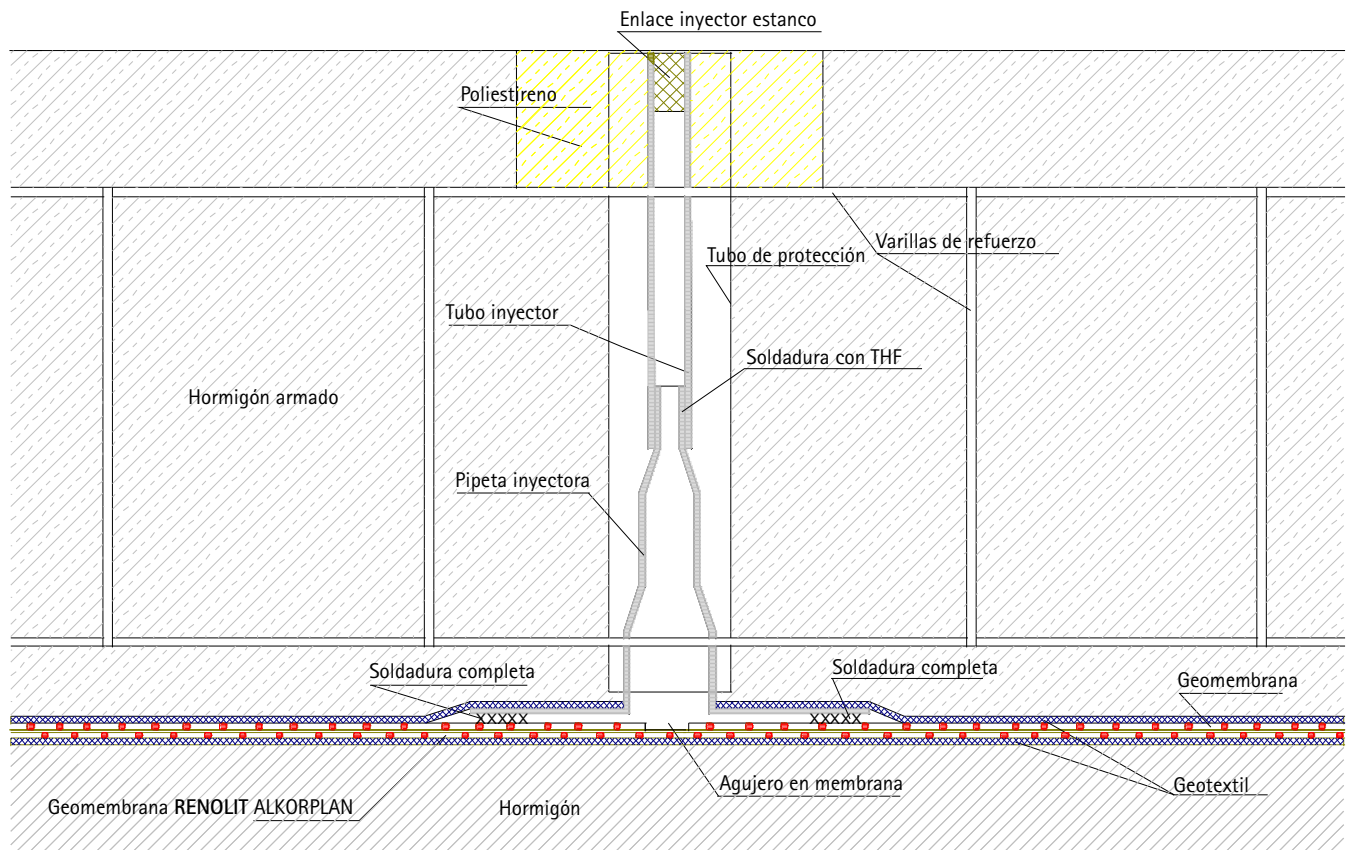 Enlace inyector estanco
Poliestireno
Varillas de refuerzo
Tubo de protección
Tubo inyector
Soldadura con THF
Hormigón armado
Pipeta inyectora
Soldadura completa
Soldadura completa
Geomembrana
Agujero en membrana
Geotextil
Geomembrana RENOLIT ALKORPLAN
Hormigón